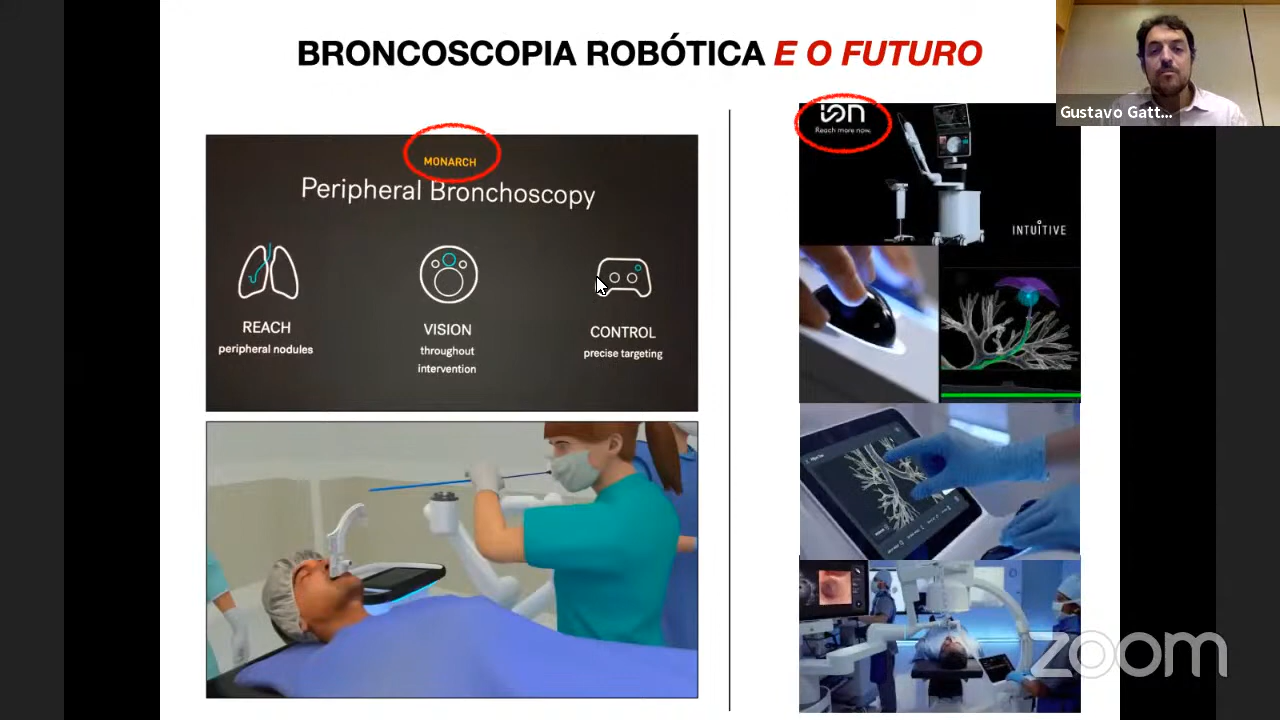 BRONCOSCOPIA ROBÓTICA E O FUTURO
Gustavo Gatt...
MONARCH
Peripheral Bronchoscopy
REACH
peripheral nodules
VISION
throughout
intervention
CONTROL
precise targeting
ion
Reach more now.
INTUITIVE
zoom